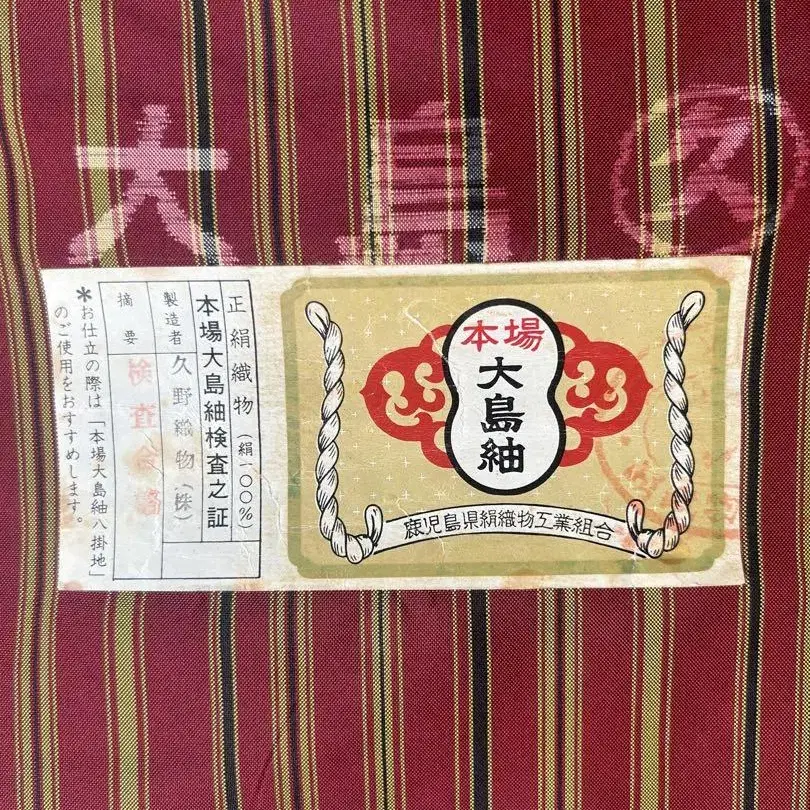 大島久
本場
大島紬
鹿児島県絹織物工業組合
正絹織物(絹一〇〇%)
本場大島紬検査之証
製造者 久野織物(株)
摘要 検査合格
*お仕立の際は「本場大島紬八掛地」
のご使用をおすすめします。